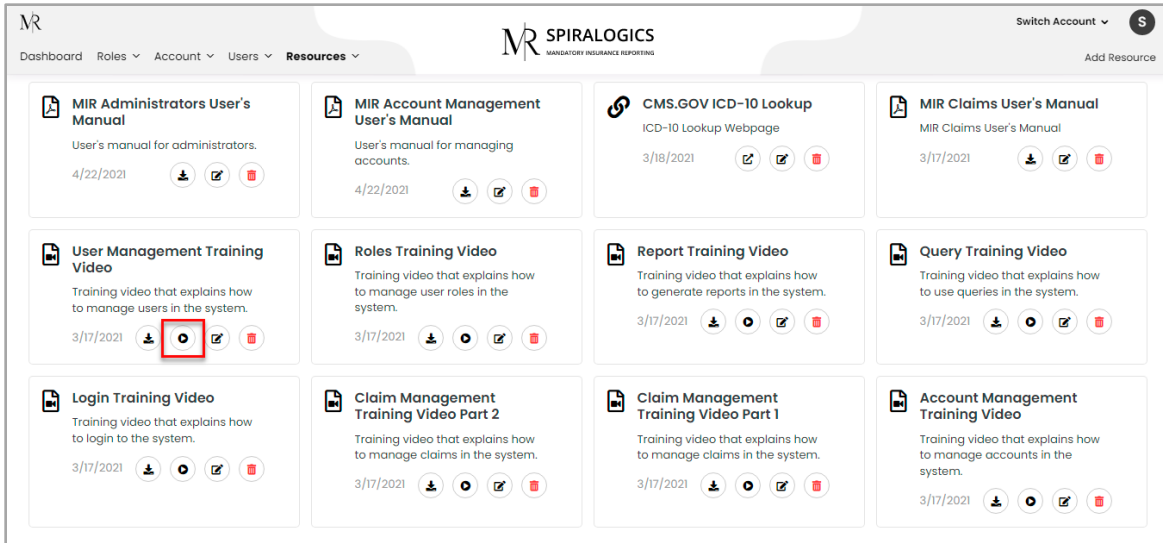 MR
Switch Account
S
SPIRALOGICS
MR
MANDATORY INSURANCE REPORTING
Dashboard Roles Account Users Resources
Add Resource
MIR Administrators User's
Manual
User's manual for administrators.
4/22/2021
MIR Account Management
User's Manual
User's manual for managing
accounts.
4/22/2021
CMS.GOV ICD-10 Lookup
ICD-10 Lookup Webpage
3/18/2021
MIR Claims User's Manual
MIR Claims User's Manual
3/17/2021
User Management Training
Video
Training video that explains how
to manage users in the system.
3/17/2021
Roles Training Video
Training video that explains how
to manage user roles in the
system.
3/17/2021
Report Training Video
Training video that explains how
to generate reports in the system.
3/17/2021
Query Training Video
Training video that explains how
to use queries in the system.
3/17/2021
Login Training Video
Training video that explains how
to login to the system.
3/17/2021
Claim Management
Training Video Part 2
Training video that explains how
to manage claims in the system.
3/17/2021
Claim Management
Training Video Part 1
Training video that explains how
to manage claims in the system.
3/17/2021
Account Management
Training Video
Training video that explains how
to manage accounts in the
system.
3/17/2021